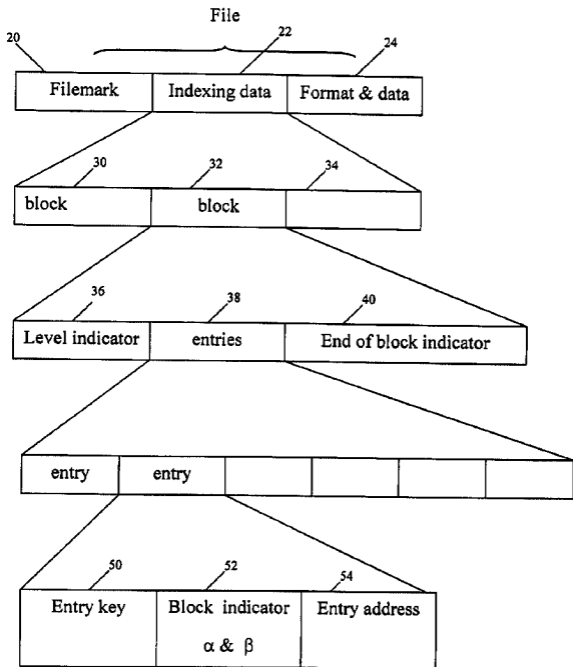 File
20 22 24
Filemark Indexing data Format & data
30 32 34
block block
36 38 40
Level indicator entries End of block indicator
entry entry
50 52 54
Entry key Block indicator Entry address
α & β